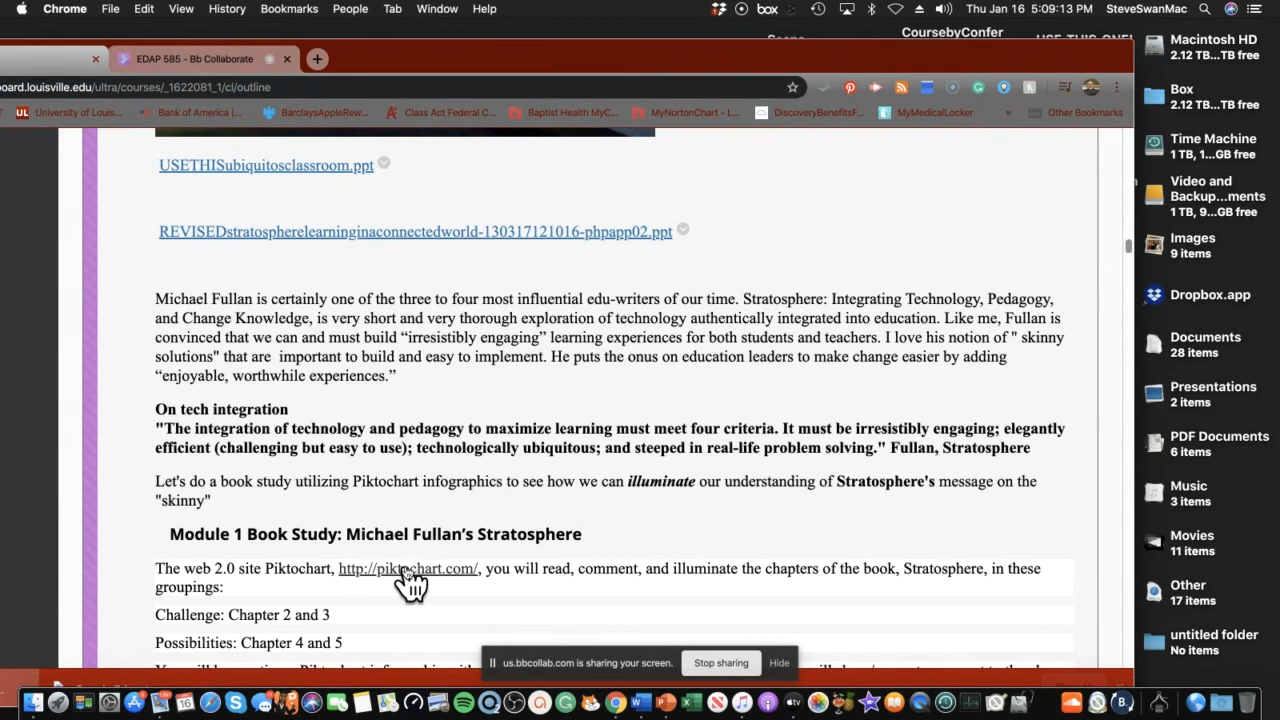 Chrome File Edit View History Bookmarks People Tab Window Help box Thu Jan 16 5:09:13 PM SteveSwanMac
CoursebyConfer
EDAP 585 - Bb Collaborate
board.louisville.edu/ultra/courses/_1622081_1/cl/outline
University of Louis... Bank of America |... BarclaysAppleRew... Class Act Federal C... Baptist Health MyC... MyNortonChart - L... DiscoveryBenefitsF... MyMedicalLocker » Other Bookmarks
USETHISubiquitosclassroom.ppt
REVISEDstratospherelearninginaconnectedworld-130317121016-phpapp02.ppt
Michael Fullan is certainly one of the three to four most influential edu-writers of our time. Stratosphere: Integrating Technology, Pedagogy,
and Change Knowledge, is very short and very thorough exploration of technology authentically integrated into education. Like me, Fullan is
convinced that we can and must build “irresistibly engaging” learning experiences for both students and teachers. I love his notion of " skinny
solutions" that are important to build and easy to implement. He puts the onus on education leaders to make change easier by adding
“enjoyable, worthwhile experiences.”
On tech integration
"The integration of technology and pedagogy to maximize learning must meet four criteria. It must be irresistibly engaging; elegantly
efficient (challenging but easy to use); technologically ubiquitous; and steeped in real-life problem solving." Fullan, Stratosphere
Let's do a book study utilizing Piktochart infographics to see how we can illuminate our understanding of Stratosphere's message on the
"skinny"
Module 1 Book Study: Michael Fullan’s Stratosphere
The web 2.0 site Piktochart, http://piktochart.com/, you will read, comment, and illuminate the chapters of the book, Stratosphere, in these
groupings:
Challenge: Chapter 2 and 3
Possibilities: Chapter 4 and 5
us.bbcollab.com is sharing your screen. Stop sharing Hide
Macintosh HD
2.12 TB...TB free
Box
2.12 TB...TB free
Time Machine
1 TB, 1...GB free
Video and
Backup...ments
1 TB, 9...GB free
Images
9 items
Dropbox.app
Documents
28 items
Presentations
2 items
PDF Documents
6 items
Music
3 items
Movies
11 items
Other
17 items
untitled folder
No items